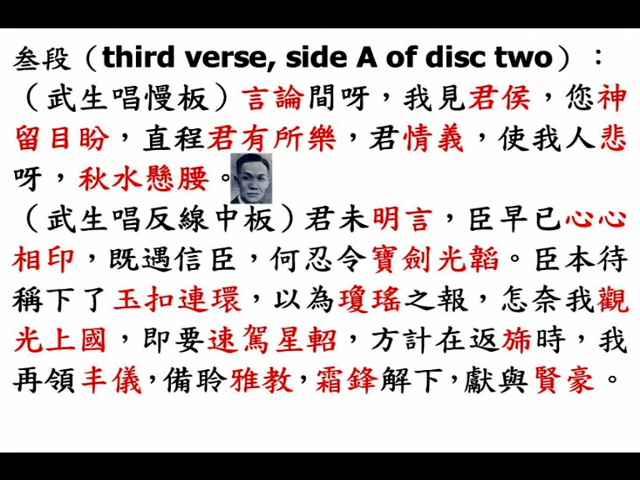 叁段（third verse, side A of disc two）：
（武生唱慢板）言論間呀，我見君侯，您神
留目盼，直程君有所樂，君情義，使我人悲
呀，秋水懸腰。
（武生唱反線中板）君未明言，臣早已心心
相印，既遇信臣，何忍令寶劍光韜。臣本待
稱下了玉扣連環，以為瓊瑤之報，怎奈我觀
光上國，即要速駕星軺，方計在返旆時，我
再領丰儀，備聆雅教，霜鋒解下，獻與賢豪。